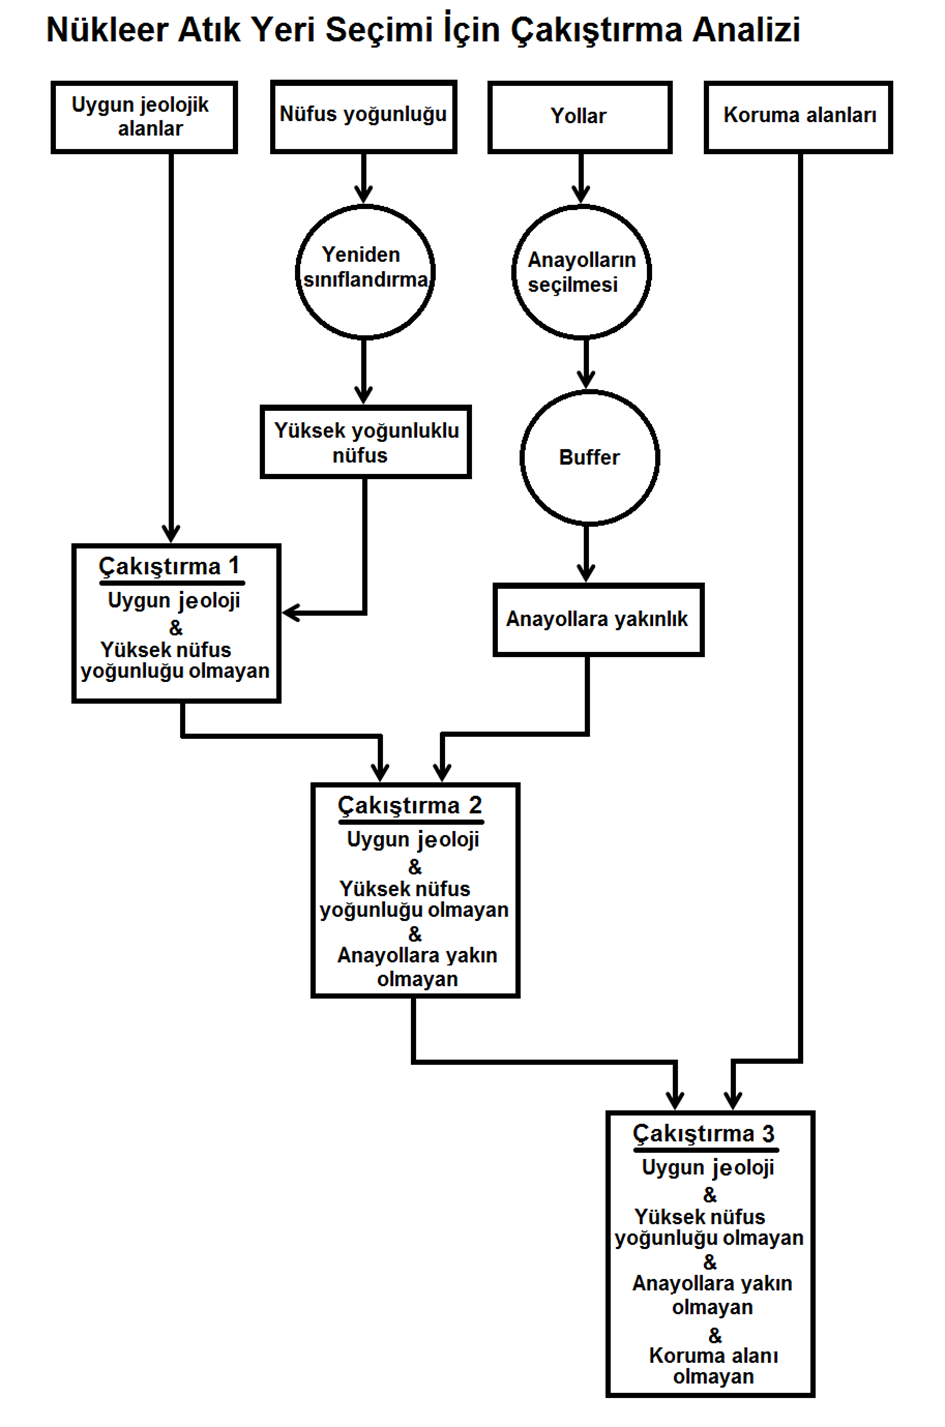 Nükleer Atık Yeri Seçimi İçin Çakıştırma Analizi
Uygun jeolojik
alanlar
Nüfus yoğunluğu
Yollar
Koruma alanları
Yeniden
sınıflandırma
Anayolların
seçilmesi
Yüksek yoğunluklu
nüfus
Buffer
Çakıştırma 1
Uygun jeoloji
&
Yüksek nüfus
yoğunluğu olmayan
Anayollara yakınlık
Çakıştırma 2
Uygun jeoloji
&
Yüksek nüfus
yoğunluğu olmayan
&
Anayollara yakın
olmayan
Çakıştırma 3
Uygun jeoloji
&
Yüksek nüfus
yoğunluğu olmayan
&
Anayollara yakın
olmayan
&
Koruma alanı
olmayan